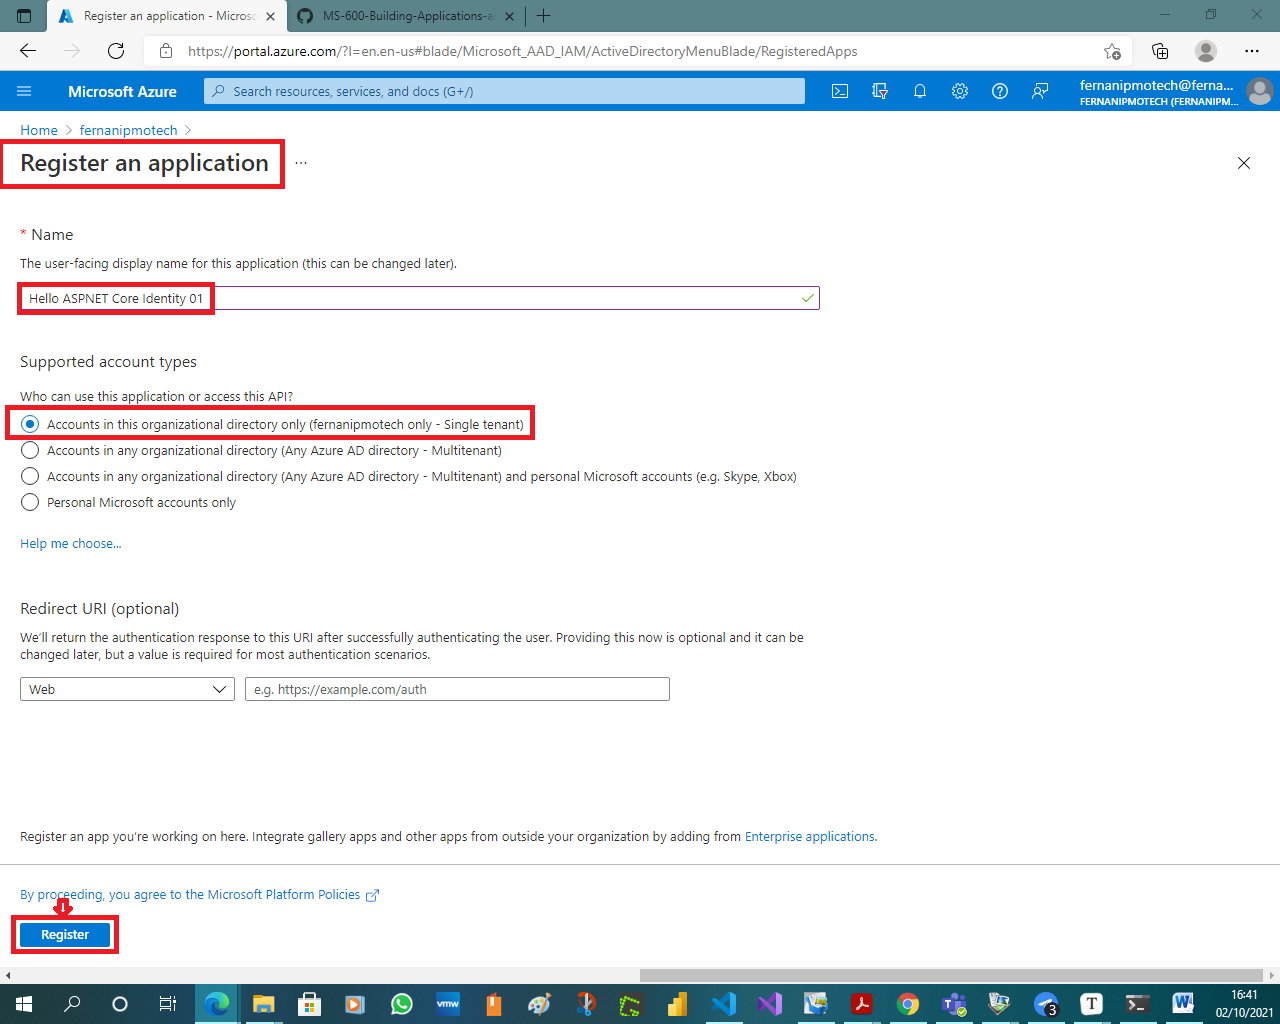 Register an application - Micros
MS-600-Building-Applications-a
https://portal.azure.com/?l=en.en-us#blade/Microsoft_AAD_IAM/ActiveDirectoryMenuBlade/RegisteredApps
Microsoft Azure
Search resources, services, and docs (G+/)
fernanipmotech@ferna...
FERNANIPMOTECH (FERNANIPM...
Home > fernanipmotech >
Register an application ...
* Name
The user-facing display name for this application (this can be changed later).
Hello ASPNET Core Identity 01
Supported account types
Who can use this application or access this API?
Accounts in this organizational directory only (fernanipmotech only - Single tenant)
Accounts in any organizational directory (Any Azure AD directory - Multitenant)
Accounts in any organizational directory (Any Azure AD directory - Multitenant) and personal Microsoft accounts (e.g. Skype, Xbox)
Personal Microsoft accounts only
Help me choose...
Redirect URI (optional)
We'll return the authentication response to this URI after successfully authenticating the user. Providing this now is optional and it can be
changed later, but a value is required for most authentication scenarios.
Web
e.g. https://example.com/auth
Register an app you're working on here. Integrate gallery apps and other apps from outside your organization by adding from Enterprise applications.
By proceeding, you agree to the Microsoft Platform Policies
Register
vmw
3
T
16:41
02/10/2021